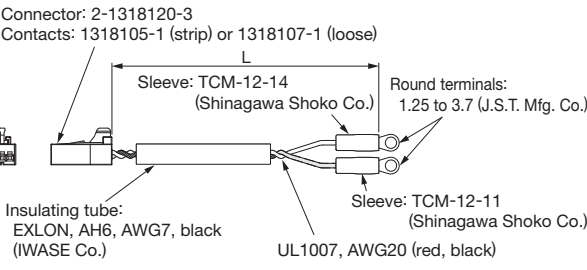 Connector: 2-1318120-3
Contacts: 1318105-1 (strip) or 1318107-1 (loose)
L
Sleeve: TCM-12-14
(Shinagawa Shoko Co.)
Round terminals:
1.25 to 3.7 (J.S.T. Mfg. Co.)
Insulating tube:
EXLON, AH6, AWG7, black
(IWASE Co.)
Sleeve: TCM-12-11
(Shinagawa Shoko Co.)
UL1007, AWG20 (red, black)